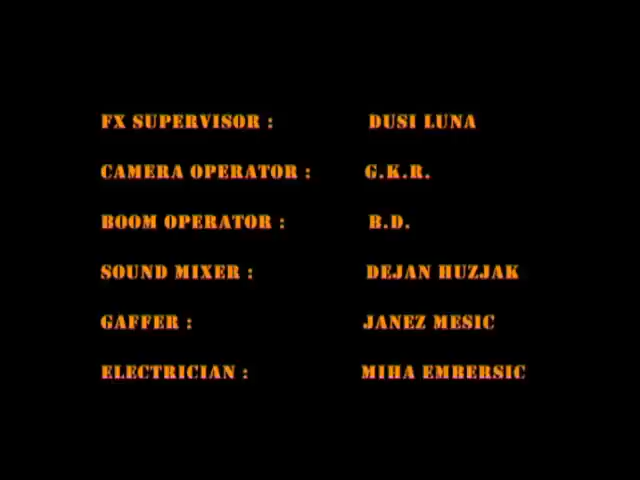 FX SUPERVISOR : DUSI LUNA
CAMERA OPERATOR : G.K.R.
BOOM OPERATOR : B.D.
SOUND MIXER : DEJAN HUZJAK
GAFFER : JANEZ MESIC
ELECTRICIAN : MIHA EMBERSIC